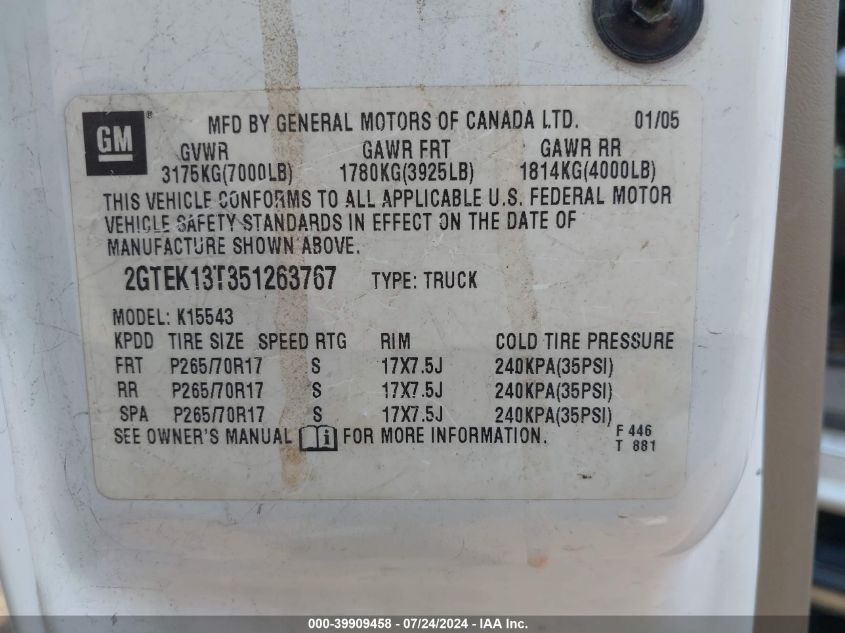 GM ® MFD BY GENERAL MOTORS OF CANADA LTD. 01/05
GVWR GAWR FRT GAWR RR
3175KG(7000LB) 1780KG(3925LB) 1814KG(4000LB)
THIS VEHICLE CONFORMS TO ALL APPLICABLE U.S. FEDERAL MOTOR
VEHICLE SAFETY STANDARDS IN EFFECT ON THE DATE OF
MANUFACTURE SHOWN ABOVE.
2GTEK13T351263767 TYPE: TRUCK
MODEL: K15543
KPDD TIRE SIZE SPEED RTG RIM COLD TIRE PRESSURE
FRT P265/70R17 S 17X7.5J 240KPA(35PSI)
RR P265/70R17 S 17X7.5J 240KPA(35PSI)
SPA P265/70R17 S 17X7.5J 240KPA(35PSI)
SEE OWNER'S MANUAL i FOR MORE INFORMATION. F 446
T 881
000-39909458 - 07/24/2024 - IAA Inc.